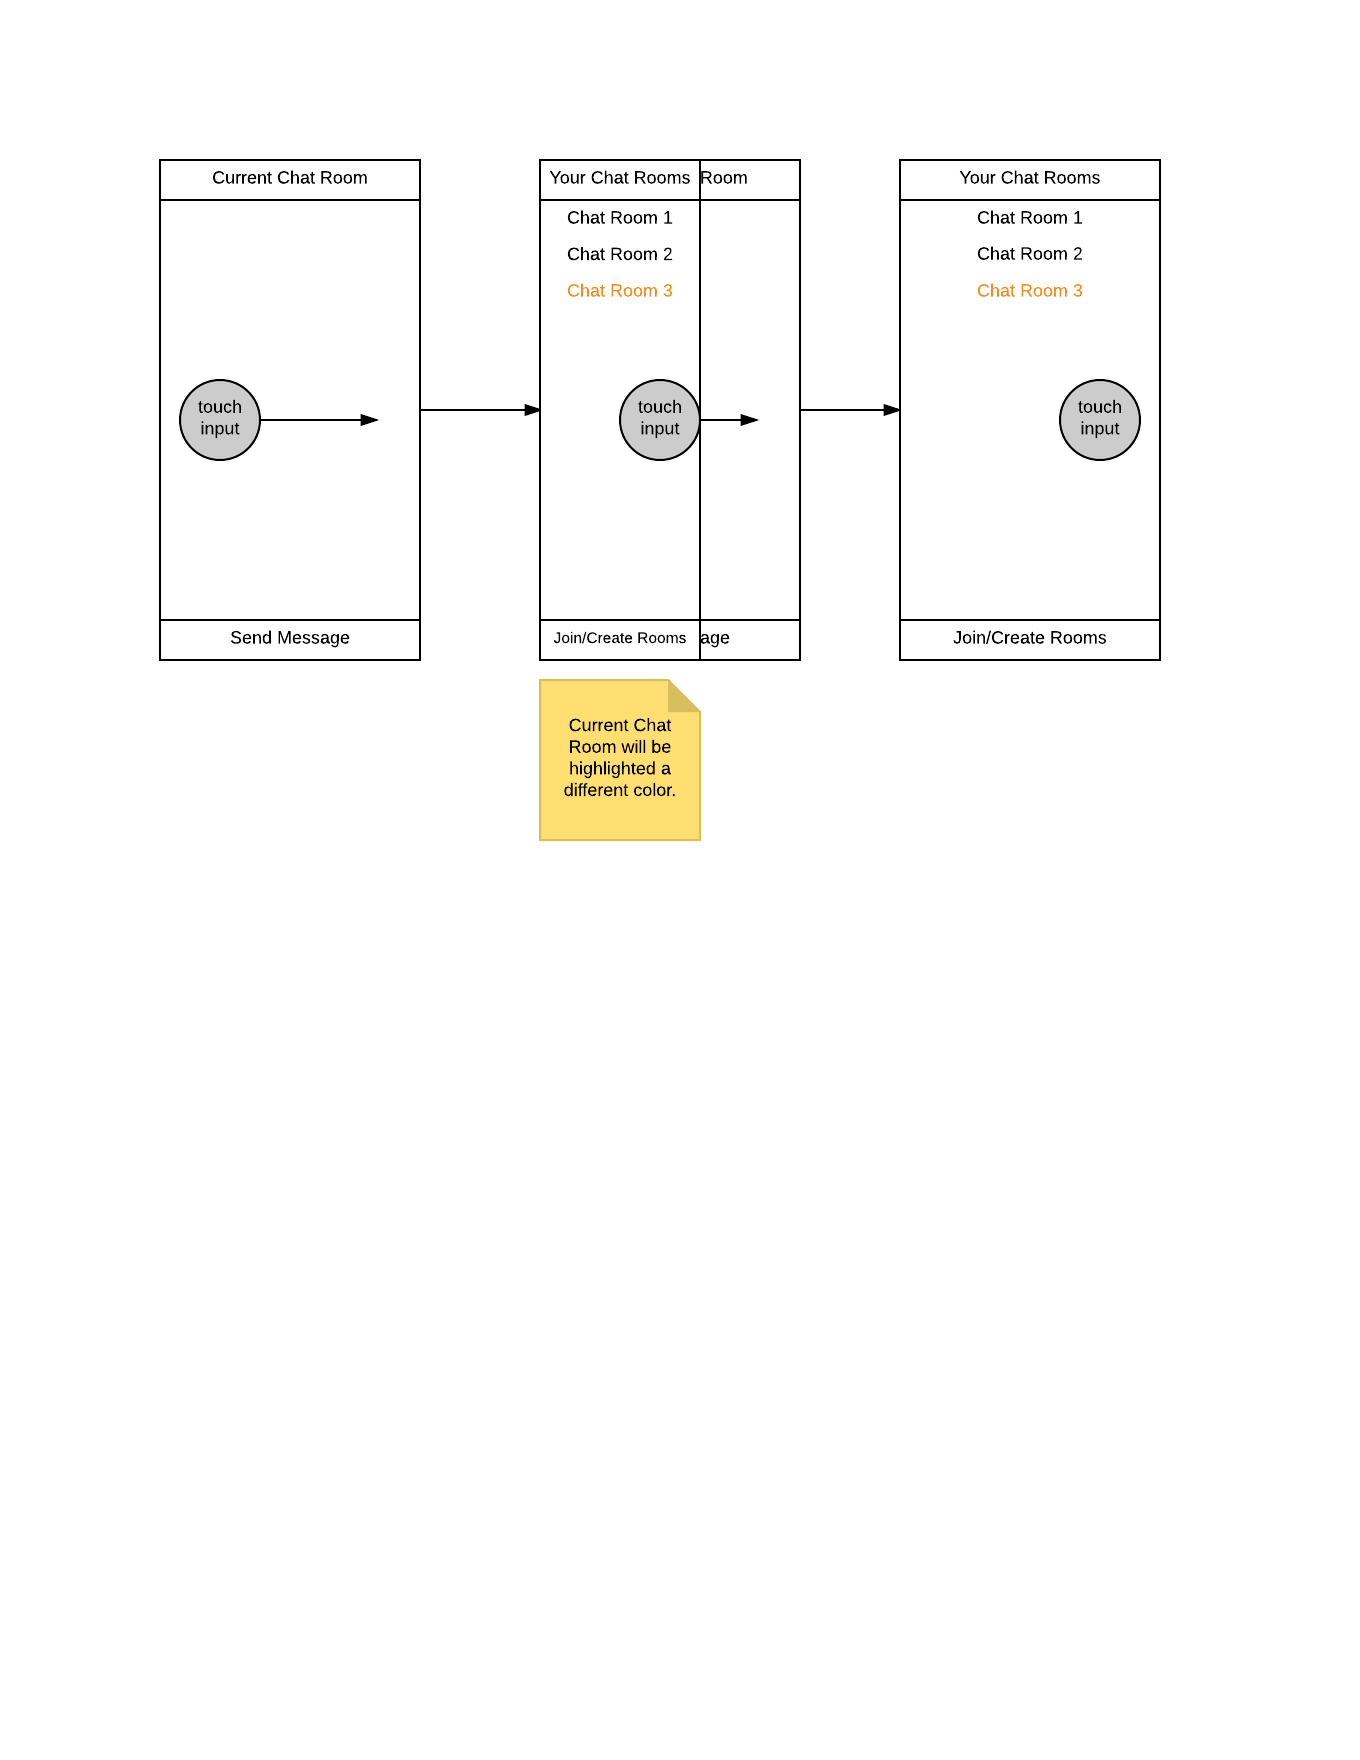 Current Chat Room
touch
input
Send Message
Your Chat Rooms
Room
Chat Room 1
Chat Room 2
Chat Room 3
touch
input
Join/Create Rooms
age
Current Chat
Room will be
highlighted a
different color.
Your Chat Rooms
Chat Room 1
Chat Room 2
Chat Room 3
touch
input
Join/Create Rooms